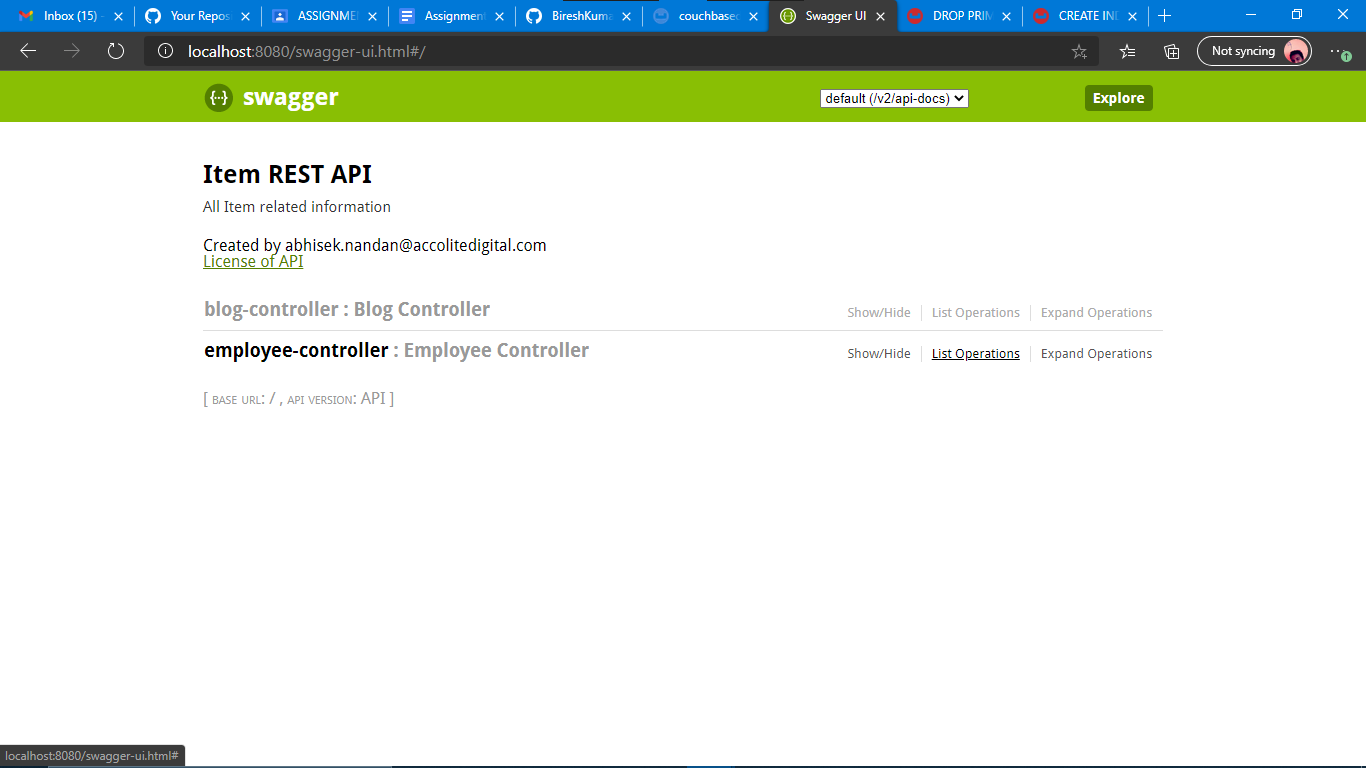 Inbox (15) -
Your Repos
ASSIGNME
Assignment
BireshKuma
couchbased
Swagger UI
DROP PRIM
CREATE IND
localhost:8080/swagger-ui.html#/
Not syncing
swagger
default (/v2/api-docs)
Explore
Item REST API
All Item related information
Created by abhisek.nandan@accolitedigital.com
License of API
blog-controller : Blog Controller
Show/Hide
List Operations
Expand Operations
employee-controller : Employee Controller
Show/Hide
List Operations
Expand Operations
[ BASE URL: / , API VERSION: API ]
localhost:8080/swagger-ui.html#